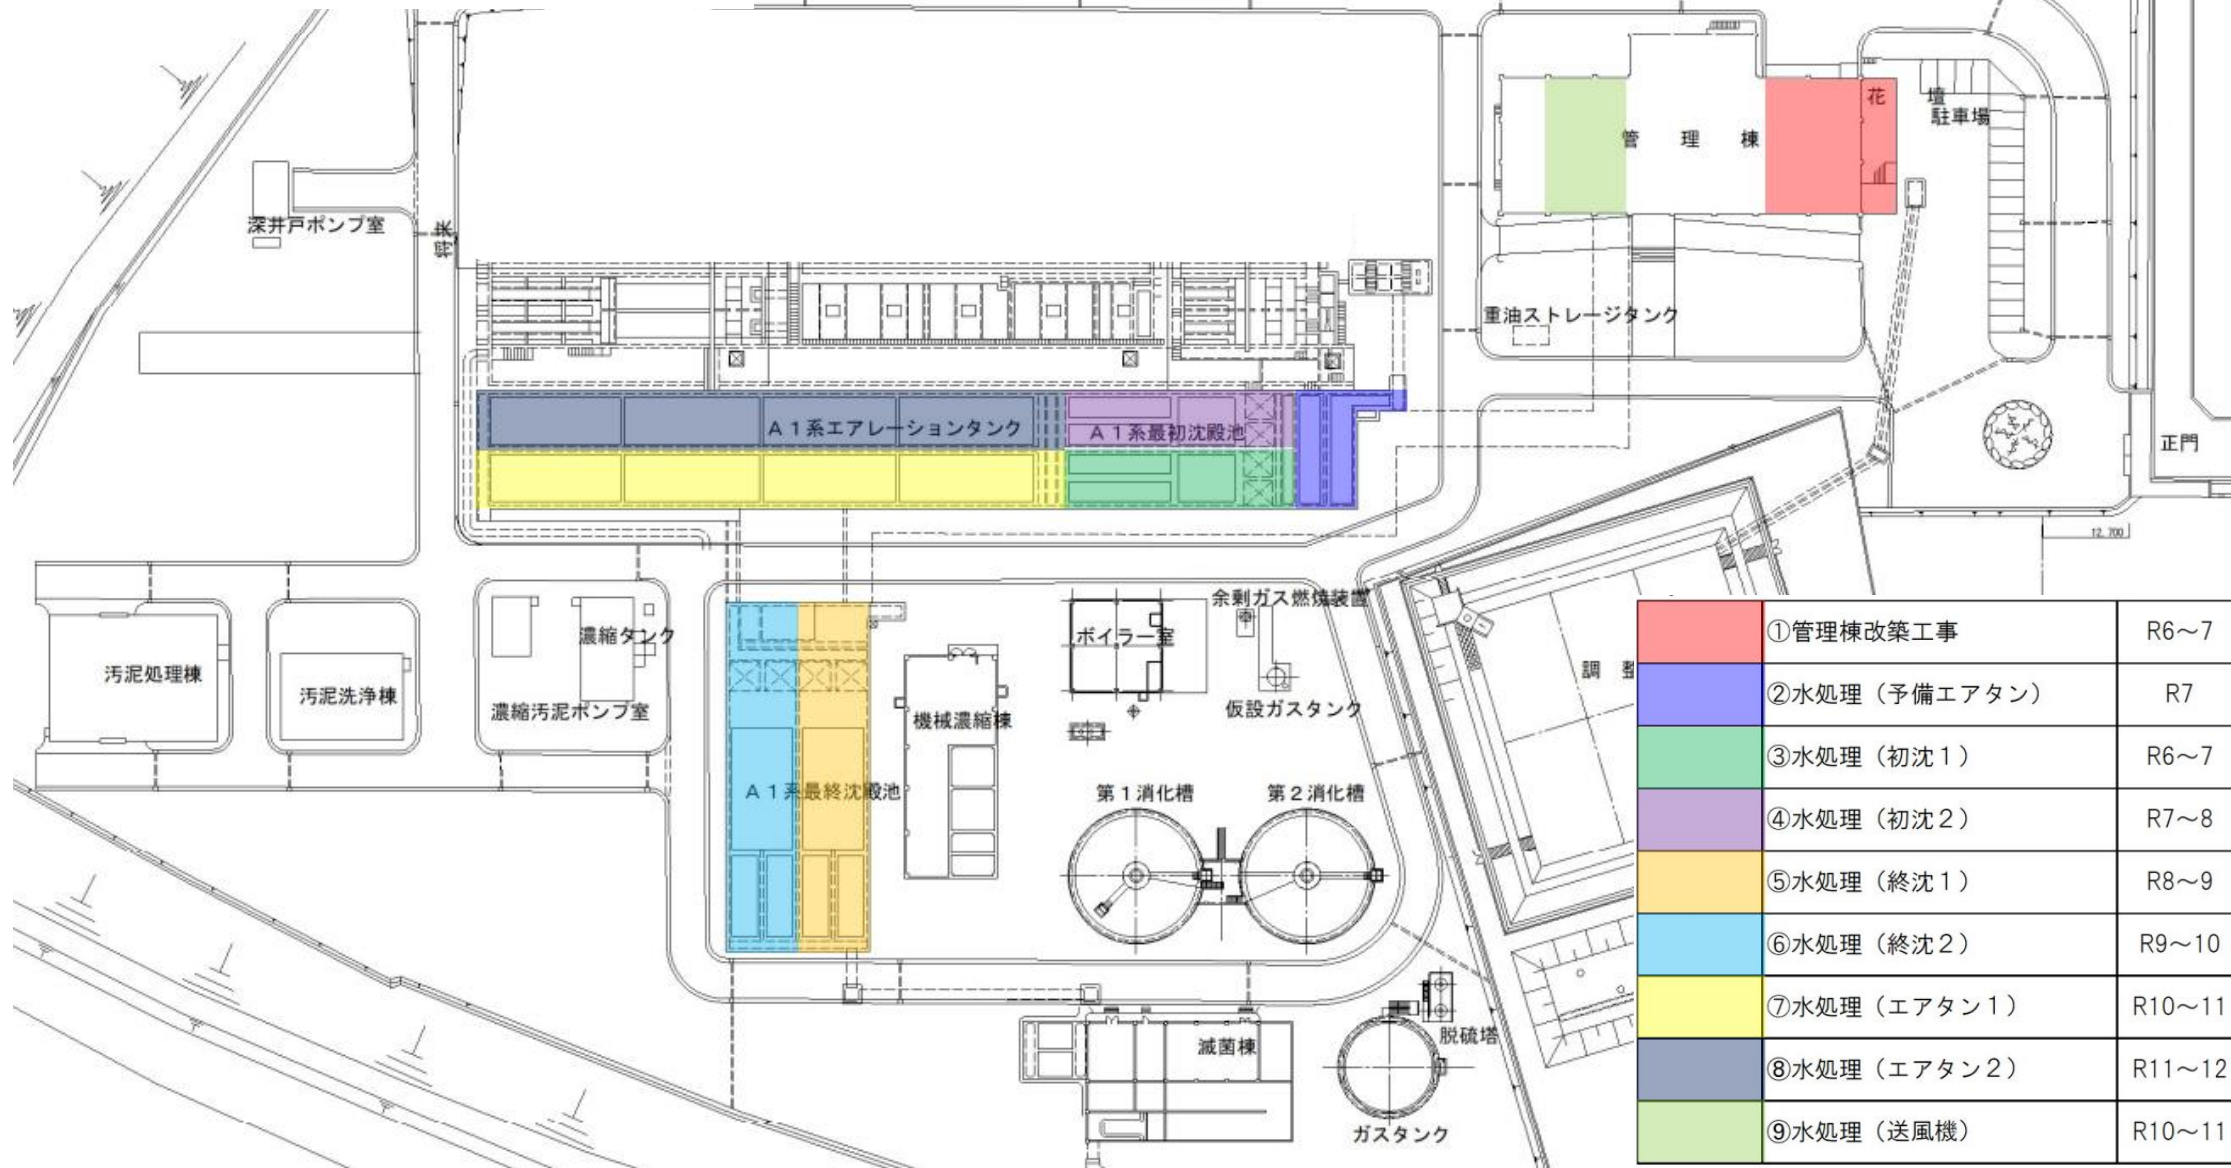 花壇
駐車場
管理棟
深井戸ポンプ室
将来
重油ストレージタンク
A1系エアレーションタンク
A1系最初沈殿池
正門
12.700
余剰ガス燃焼装置
濃縮タンク
ボイラー室
汚泥処理棟
汚泥洗浄棟
濃縮汚泥ポンプ室
機械濃縮棟
仮設ガスタンク
調整
A1系最終沈殿池
第1消化槽
第2消化槽
滅菌棟
脱硫塔
ガスタンク
①管理棟改築工事 R6～7
②水処理（予備エアタン） R7
③水処理（初沈1） R6～7
④水処理（初沈2） R7～8
⑤水処理（終沈1） R8～9
⑥水処理（終沈2） R9～10
⑦水処理（エアタン1） R10～11
⑧水処理（エアタン2） R11～12
⑨水処理（送風機） R10～11